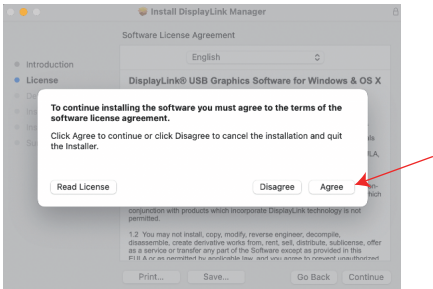 Install DisplayLink Manager
Software License Agreement
English
Introduction
License
DisplayLink® USB Graphics Software for Windows & OS X
To continue installing the software you must agree to the terms of the
software license agreement.
Click Agree to continue or click Disagree to cancel the installation and quit
the Installer.
Read License
Disagree
Agree
conjunction with products which incorporate DisplayLink technology is not
permitted.
1.2 You may not install, copy, modify, reverse engineer, decompile,
disassemble, create derivative works from, rent, sell, distribute, sublicense, offer
as a service or transfer any part of the Software except as provided in this
EULA or as permitted by applicable law, and you agree to prevent unauthorized
Print...
Save...
Go Back
Continue